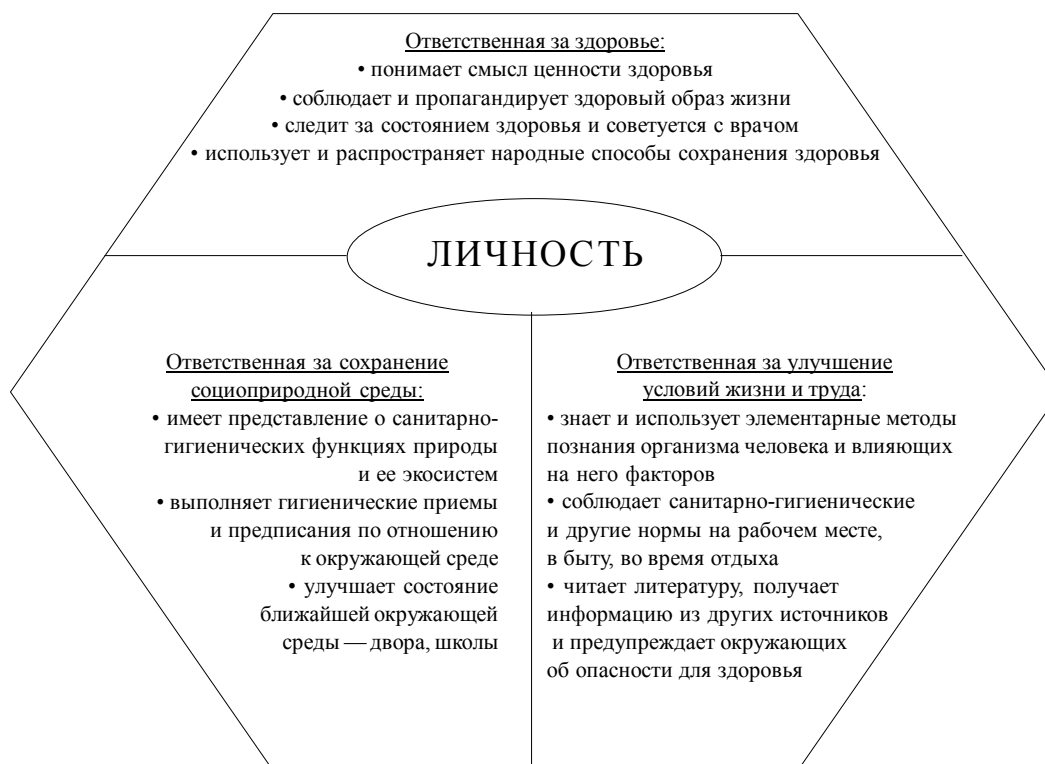 Ответственная за здоровье:
• понимает смысл ценности здоровья
• соблюдает и пропагандирует здоровый образ жизни
• следит за состоянием здоровья и советуется с врачом
• использует и распространяет народные способы сохранения здоровья
ЛИЧНОСТЬ
Ответственная за сохранение
социоприродной среды:
• имеет представление о санитарно-
гигиенических функциях природы
и ее экосистем
• выполняет гигиенические приемы
и предписания по отношению
к окружающей среде
• улучшает состояние
ближайшей окружающей
среды — двора, школы
Ответственная за улучшение
условий жизни и труда:
• знает и использует элементарные методы
познания организма человека и влияющих
на него факторов
• соблюдает санитарно-гигиенические
и другие нормы на рабочем месте,
в быту, во время отдыха
• читает литературу, получает
информацию из других источников
и предупреждает окружающих
об опасности для здоровья